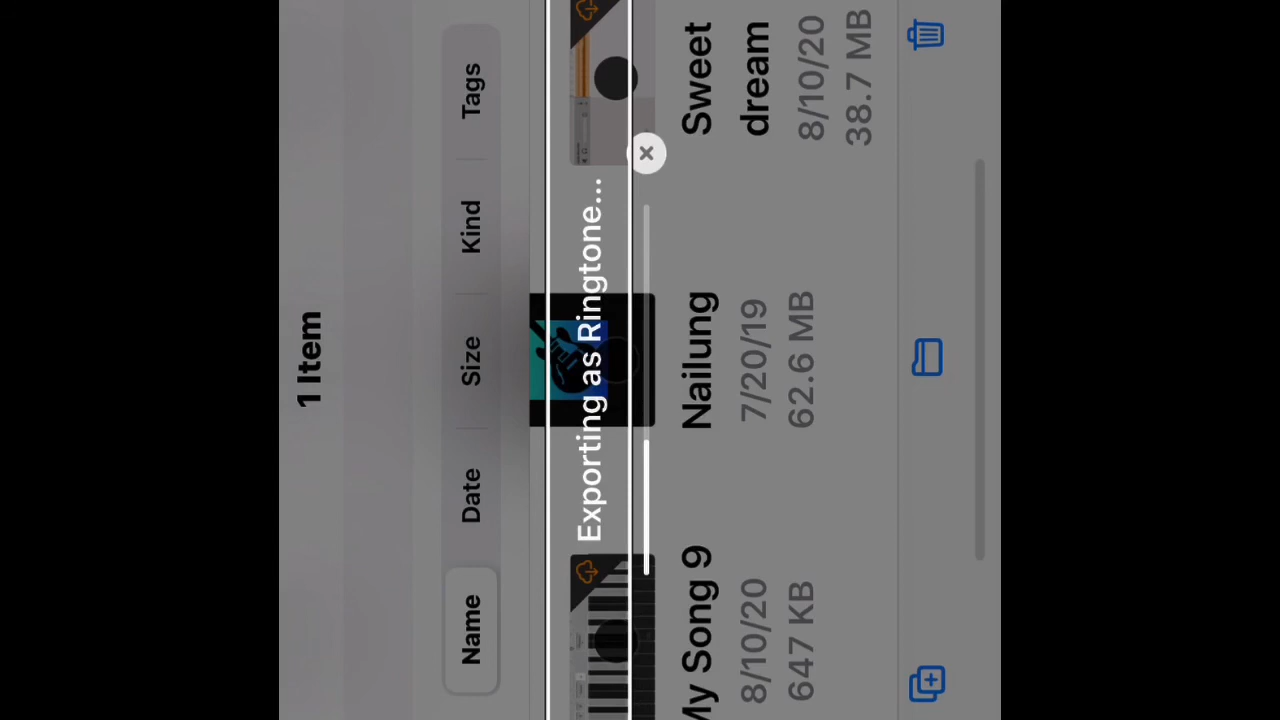 1 Item
Name Date Size Kind Tags
Exporting as Ringtone...
My Song 9
8/10/20
647 KB
Nailung
7/20/19
62.6 MB
Sweet
dream
8/10/20
38.7 MB